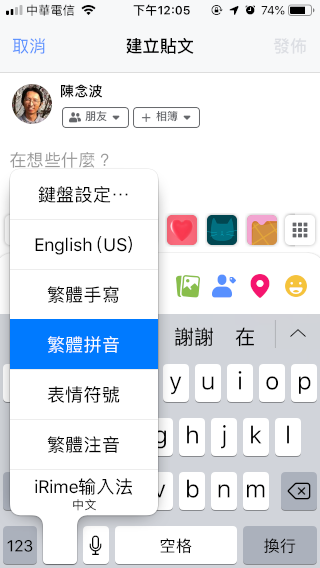 中華電信 下午12:05 74%
取消 建立貼文 發佈
陳念波
朋友 + 相簿
在想些什麼？
鍵盤設定⋯
English (US)
繁體手寫
繁體拼音
表情符號
繁體注音
iRime输入法
中文
謝謝 在
y u i o p
g h j k l
v b n m
123 空格 換行